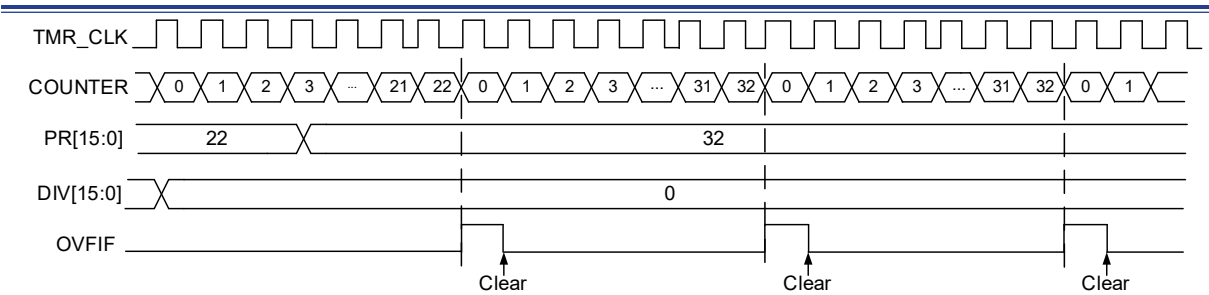 TMR_CLK
COUNTER 0 1 2 3 ... 21 22 0 1 2 3 ... 31 32 0 1 2 3 ... 31 32 0 1
PR[15:0] 22 32
DIV[15:0] 0
OVFIF
Clear Clear Clear